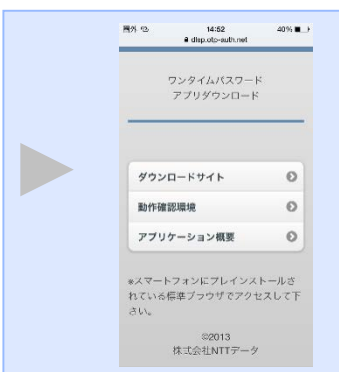 圏外 14:52 40%
disp.otp-auth.net
ワンタイムパスワード
アプリダウンロード
ダウンロードサイト
動作確認環境
アプリケーション概要
※スマートフォンにプレインストールさ
れている標準ブラウザでアクセスして下
さい。
©2013
株式会社NTTデータ